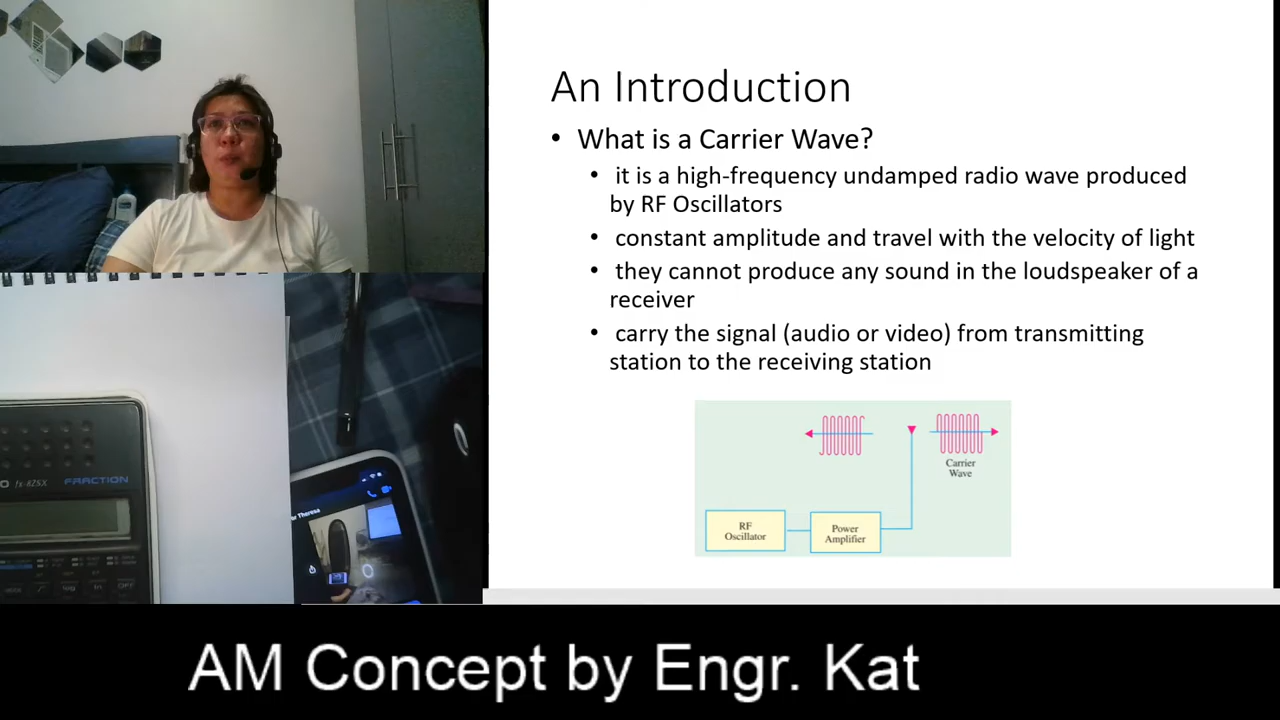 An Introduction
• What is a Carrier Wave?
• it is a high-frequency undamped radio wave produced
by RF Oscillators
• constant amplitude and travel with the velocity of light
• they cannot produce any sound in the loudspeaker of a
receiver
• carry the signal (audio or video) from transmitting
station to the receiving station
Carrier
Wave
RF
Oscillator
Power
Amplifier
fx-82SX
FRACTION
Theresa
AM Concept by Engr. Kat